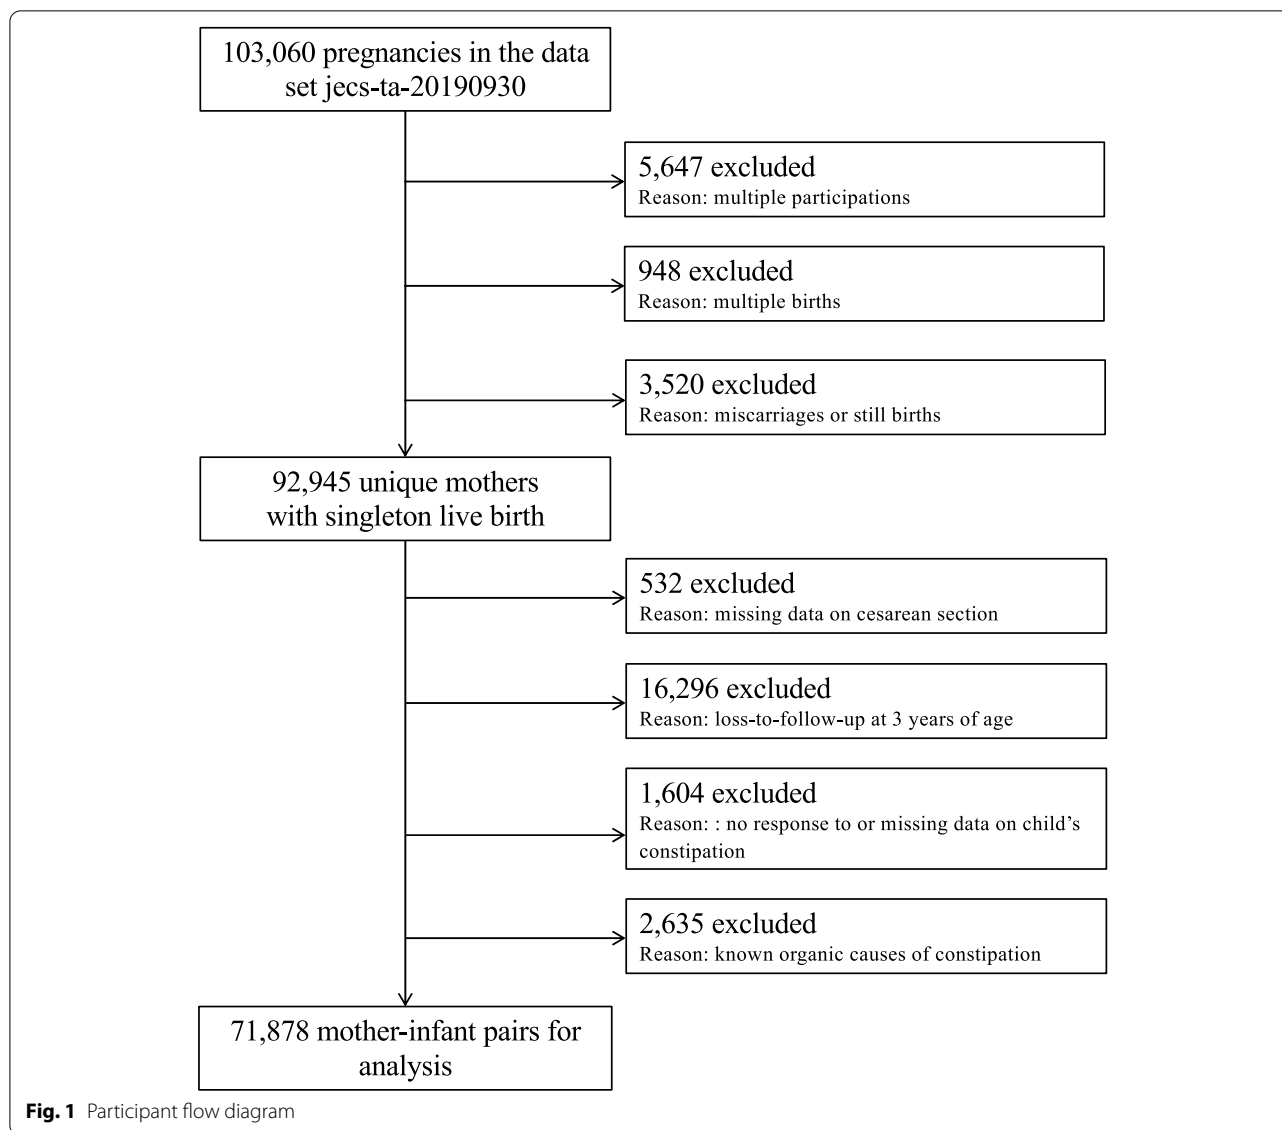 103,060 pregnancies in the data
set jecs-ta-20190930
5,647 excluded
Reason: multiple participations
948 excluded
Reason: multiple births
3,520 excluded
Reason: miscarriages or still births
92,945 unique mothers
with singleton live birth
532 excluded
Reason: missing data on cesarean section
16,296 excluded
Reason: loss-to-follow-up at 3 years of age
1,604 excluded
Reason: : no response to or missing data on child’s
constipation
2,635 excluded
Reason: known organic causes of constipation
71,878 mother-infant pairs for
analysis
Fig. 1 Participant flow diagram